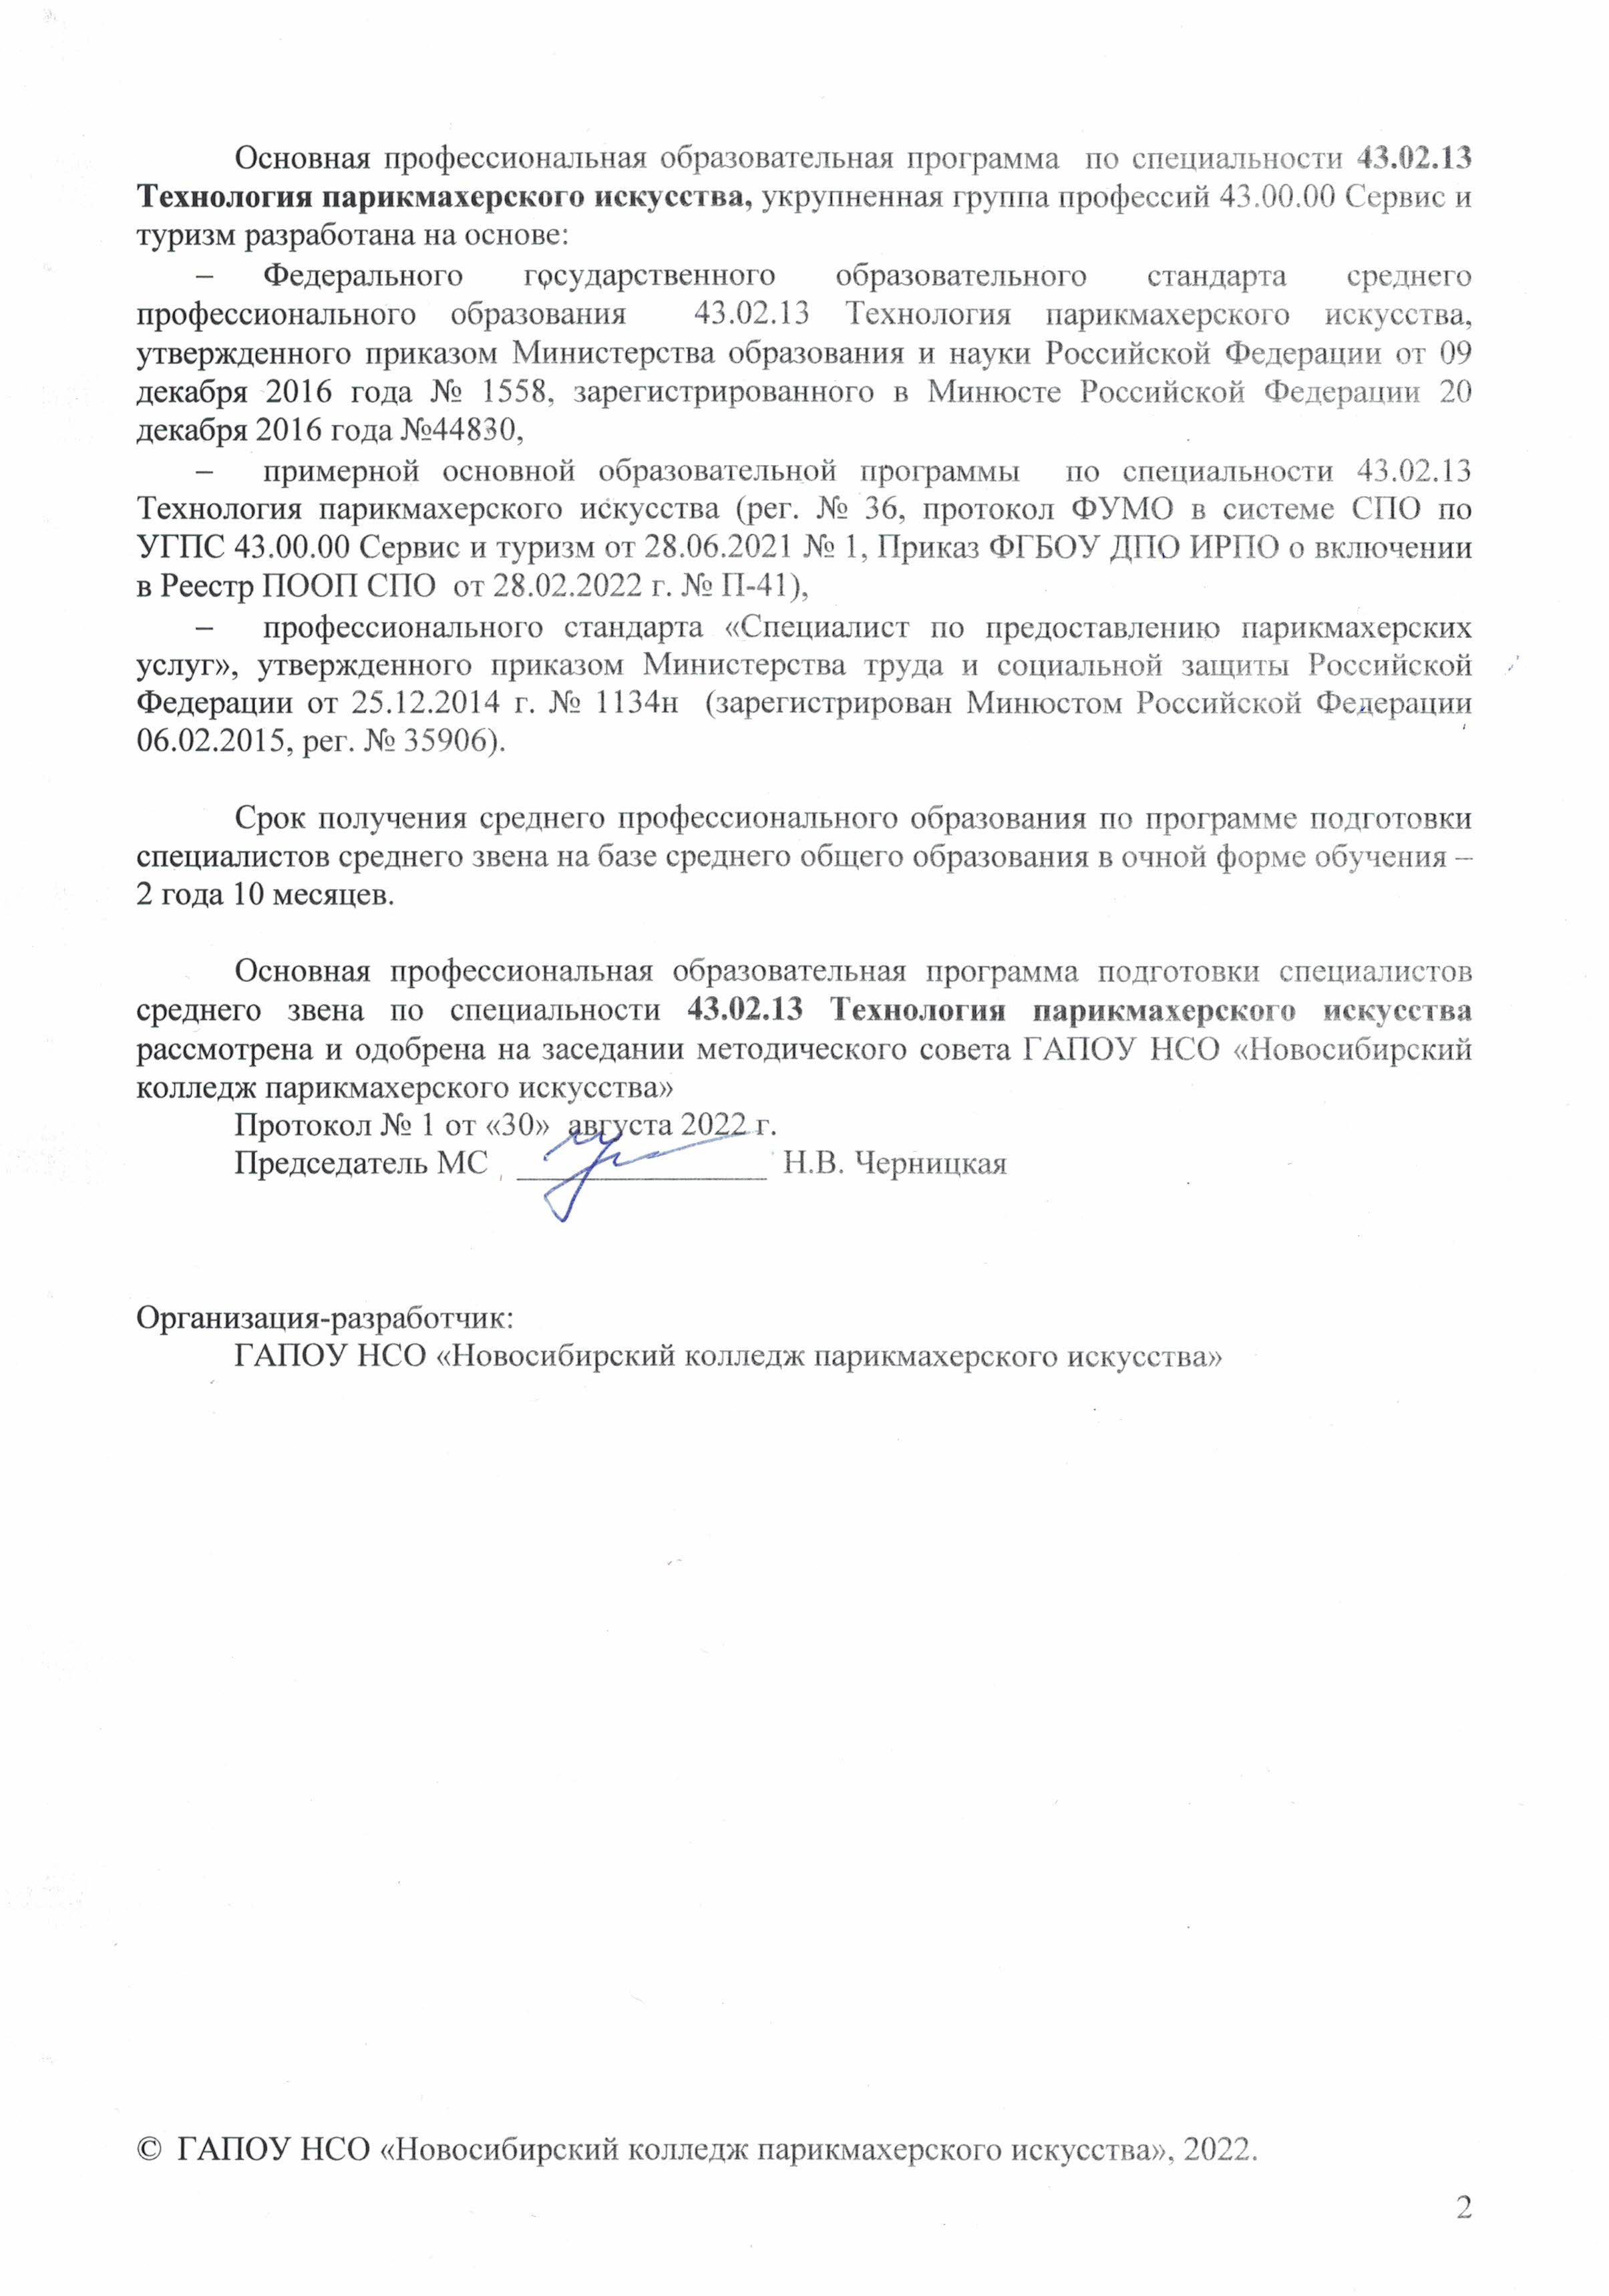 Основная профессиональная образовательная программа по специальности 43.02.13
Технология парикмахерского искусства, укрупненная группа профессий 43.00.00 Сервис и
туризм разработана на основе:
– Федерального государственного образовательного стандарта среднего
профессионального образования 43.02.13 Технология парикмахерского искусства,
утвержденного приказом Министерства образования и науки Российской Федерации от 09
декабря 2016 года № 1558, зарегистрированного в Минюсте Российской Федерации 20
декабря 2016 года №44830,
– примерной основной образовательной программы по специальности 43.02.13
Технология парикмахерского искусства (рег. № 36, протокол ФУМО в системе СПО по
УГПС 43.00.00 Сервис и туризм от 28.06.2021 № 1, Приказ ФГБОУ ДПО ИРПО о включении
в Реестр ПООП СПО от 28.02.2022 г. № П-41),
– профессионального стандарта «Специалист по предоставлению парикмахерских
услуг», утвержденного приказом Министерства труда и социальной защиты Российской
Федерации от 25.12.2014 г. № 1134н (зарегистрирован Минюстом Российской Федерации
06.02.2015, рег. № 35906).
Срок получения среднего профессионального образования по программе подготовки
специалистов среднего звена на базе среднего общего образования в очной форме обучения –
2 года 10 месяцев.
Основная профессиональная образовательная программа подготовки специалистов
среднего звена по специальности 43.02.13 Технология парикмахерского искусства
рассмотрена и одобрена на заседании методического совета ГАПОУ НСО «Новосибирский
колледж парикмахерского искусства»
Протокол № 1 от «30» августа 2022 г.
Председатель МС _______________ Н.В. Черницкая
Организация-разработчик:
ГАПОУ НСО «Новосибирский колледж парикмахерского искусства»
© ГАПОУ НСО «Новосибирский колледж парикмахерского искусства», 2022.
2